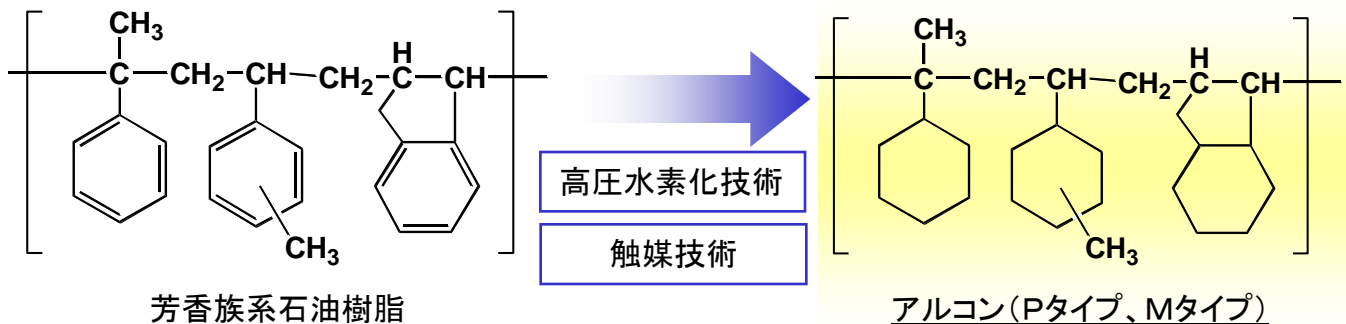 CH₃
C CH₂ CH CH₂ H CH
CH₃
芳香族系石油樹脂
高圧水素化技術
触媒技術
CH₃
C CH₂ CH CH₂ H CH
CH₃
アルコン(Pタイプ、Mタイプ)